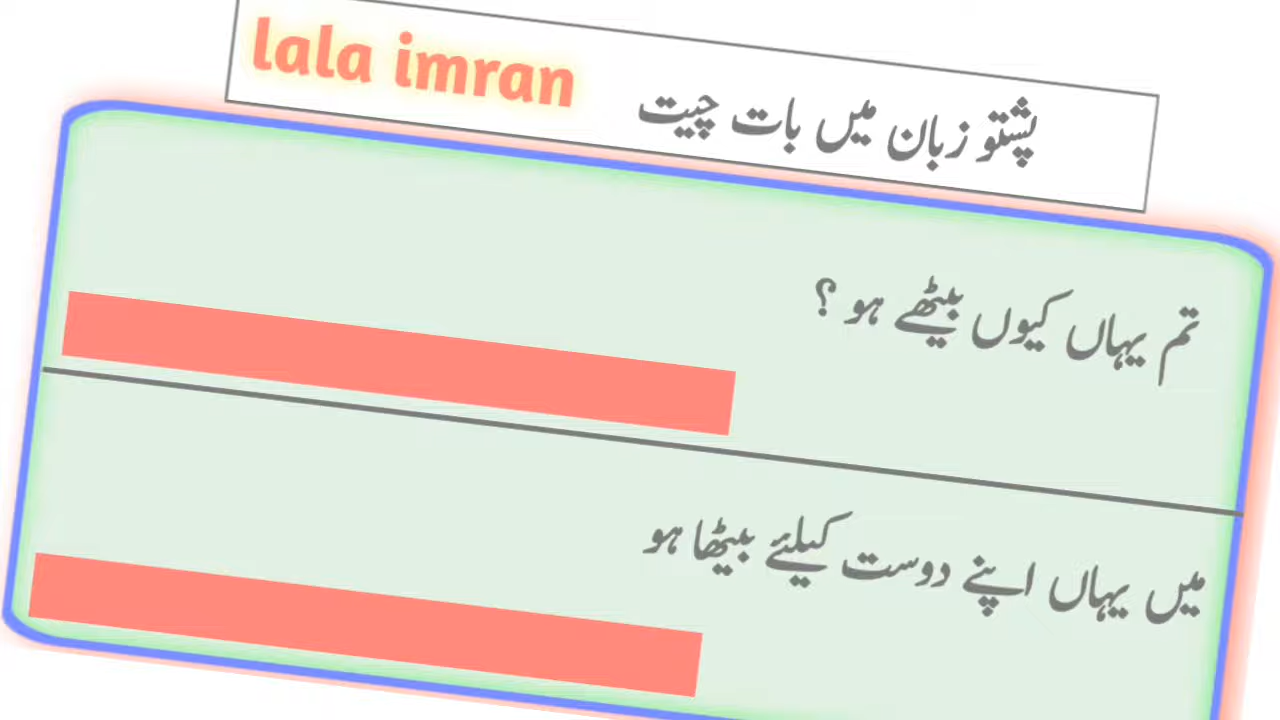 lala imran
پشتو زبان میں بات چیت
تم یہاں کیوں بیٹھے ہو ؟
میں یہاں اپنے دوست کیلئے بیٹھا ہو